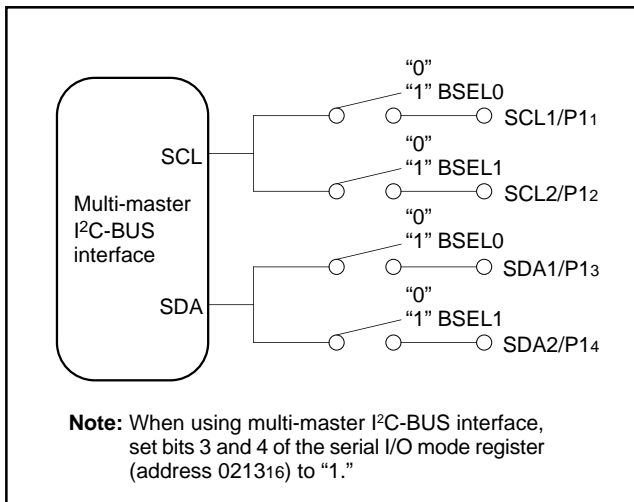 “0”
“1” BSEL0
SCL1/P11
SCL
“0”
“1” BSEL1
SCL2/P12
Multi-master
I2C-BUS
interface
“0”
“1” BSEL0
SDA1/P13
SDA
“0”
“1” BSEL1
SDA2/P14
Note: When using multi-master I2C-BUS interface,
set bits 3 and 4 of the serial I/O mode register
(address 021316) to “1.”